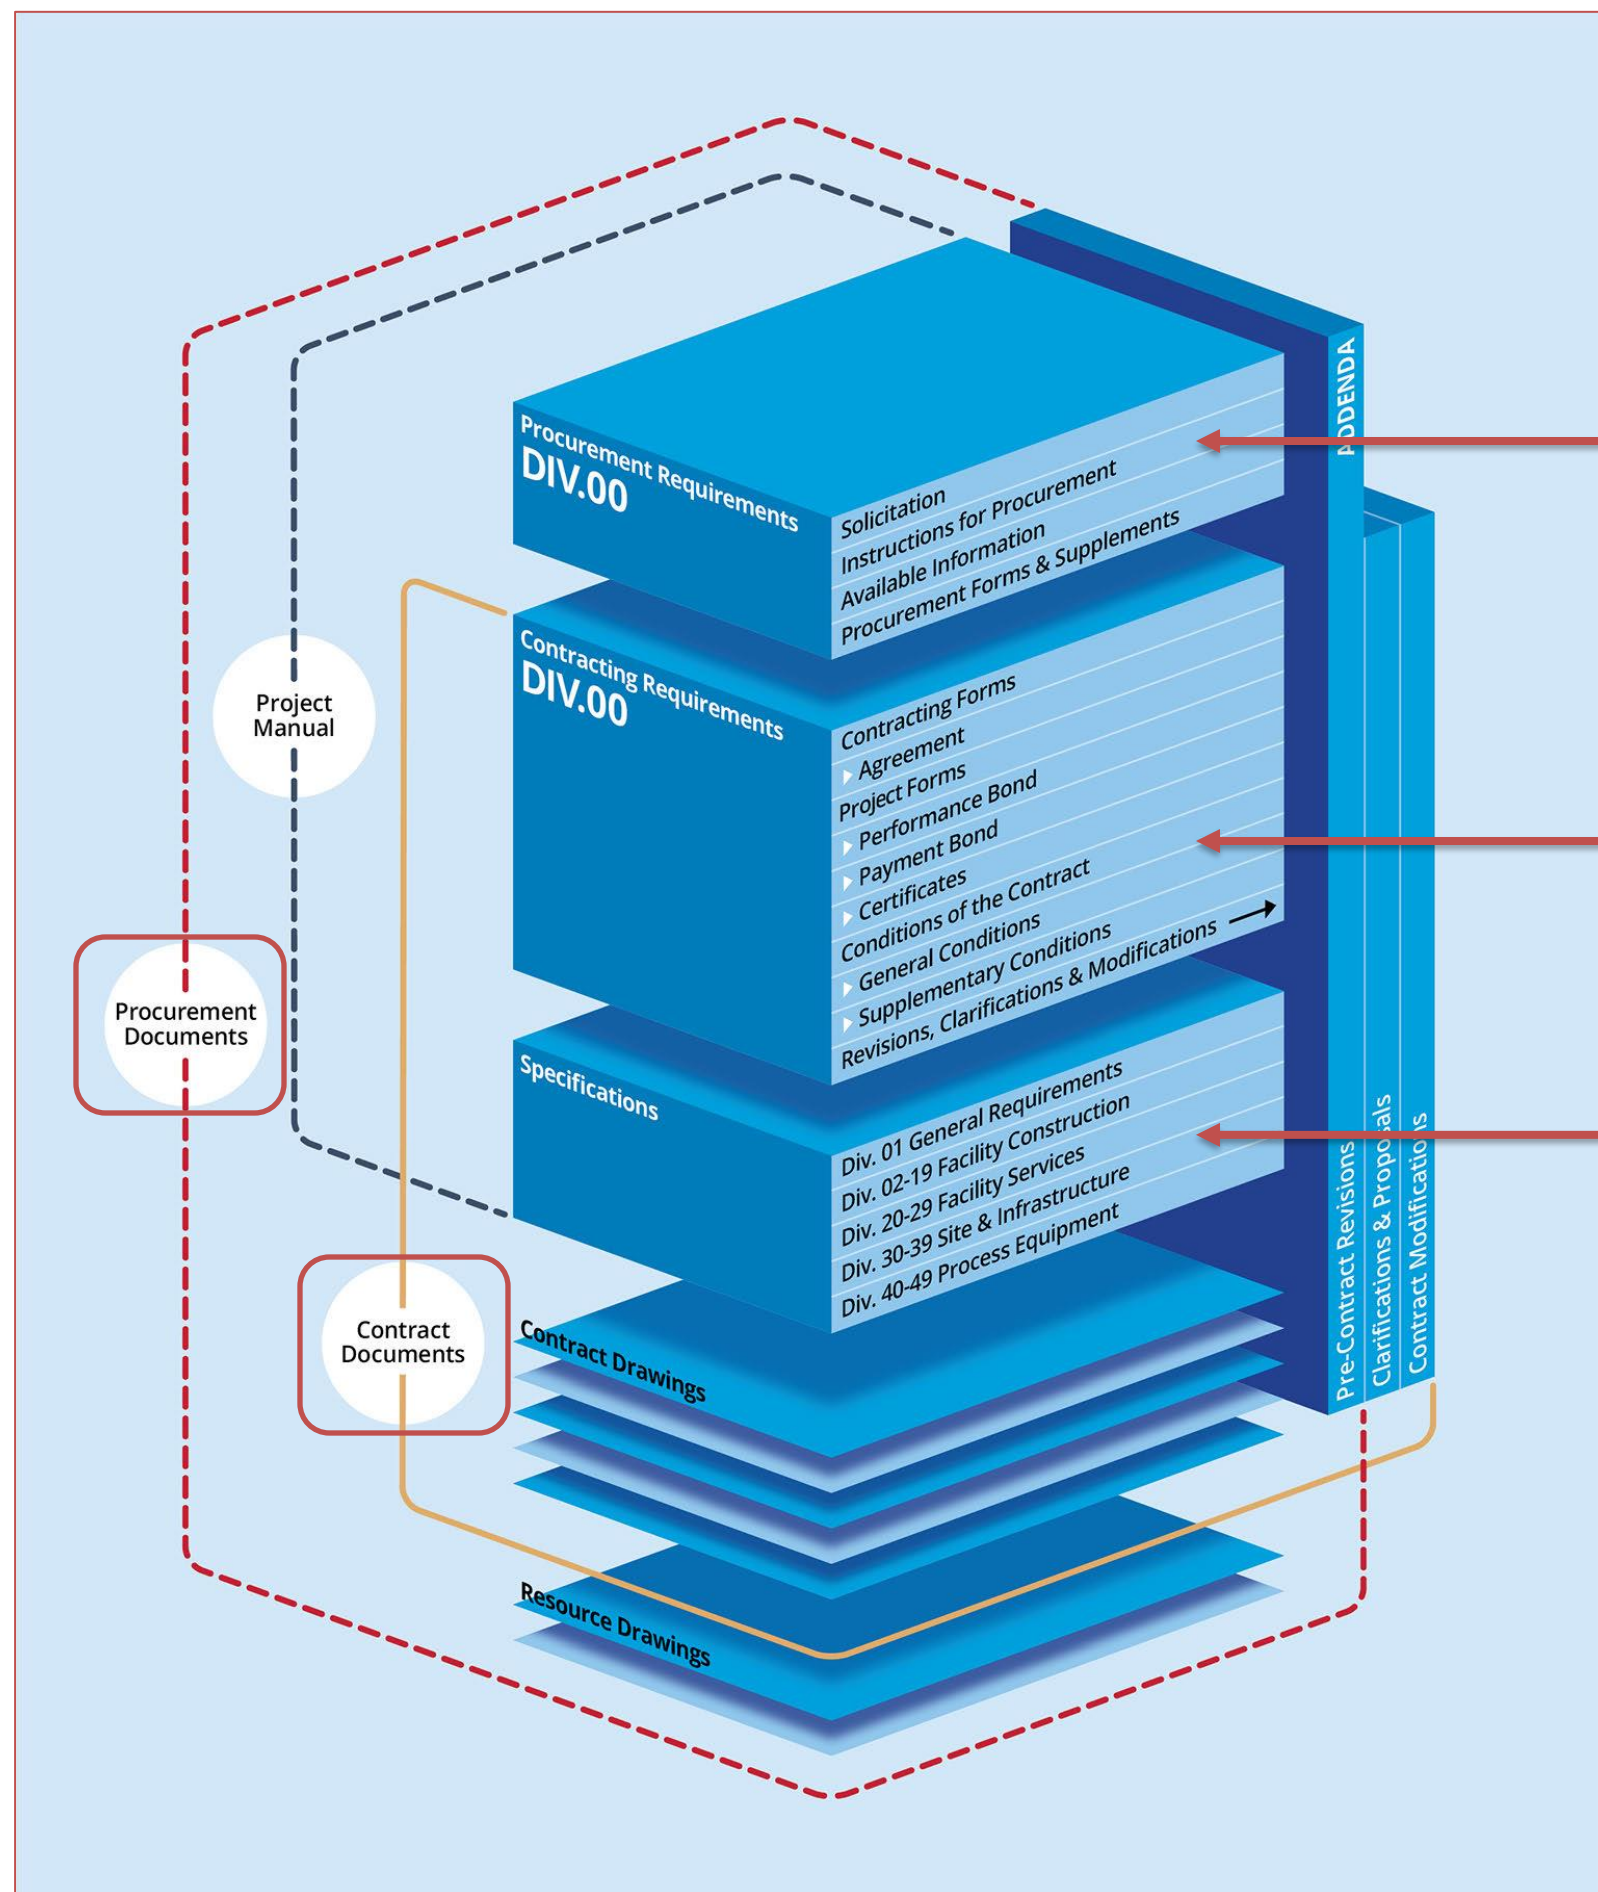 ADDENDA
Procurement Requirements
DIV.00
Solicitation
Instructions for Procurement
Available Information
Procurement Forms & Supplements
Contracting Requirements
DIV.00
Contracting Forms
Agreement
Project Forms
Performance Bond
Payment Bond
Certificates
Conditions of the Contract
General Conditions
Supplementary Conditions
Revisions, Clarifications & Modifications
Project
Manual
Procurement
Documents
Specifications
Div. 01 General Requirements
Div. 02-19 Facility Construction
Div. 20-29 Facility Services
Div. 30-39 Site & Infrastructure
Div. 40-49 Process Equipment
Pre-Contract Revisions
Clarifications & Proposals
Contract Modifications
Contract
Documents
Contract Drawings
Resource Drawings